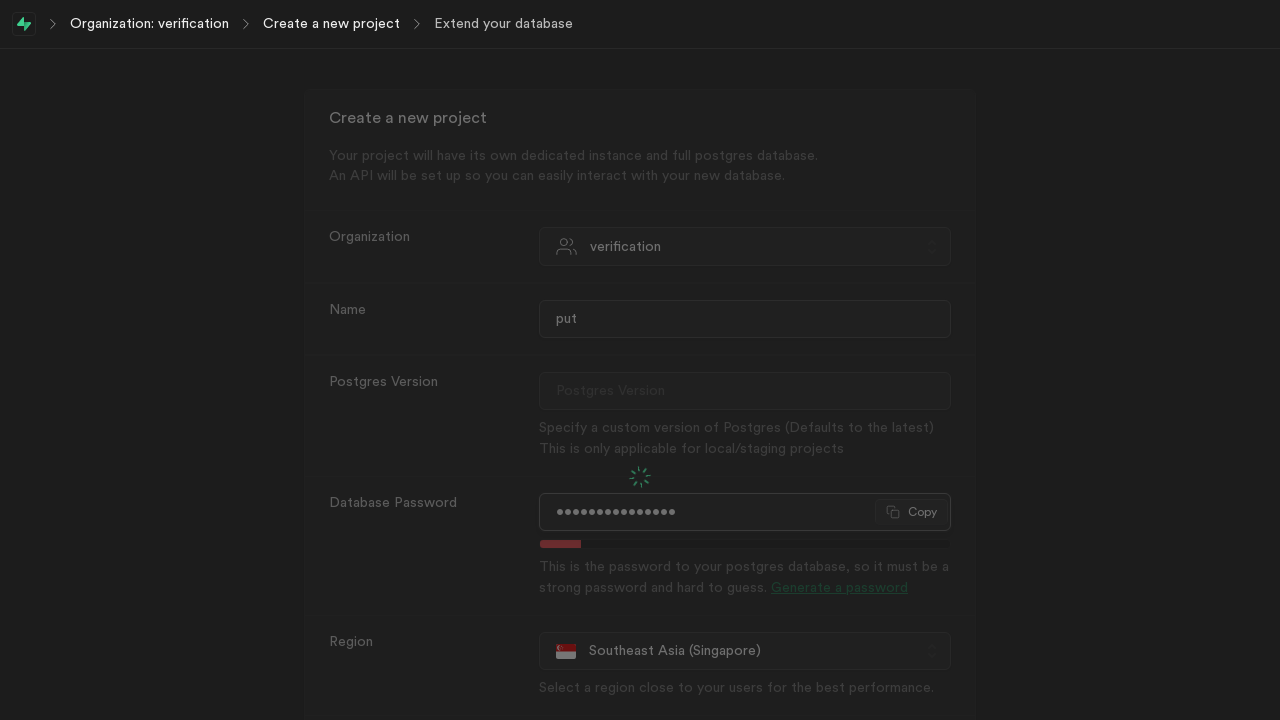 Organization: verification
Create a new project
Extend your database
Create a new project
Your project will have its own dedicated instance and full postgres database.
An API will be set up so you can easily interact with your new database.
Organization
verification
Name
put
Postgres Version
Postgres Version
Specify a custom version of Postgres (Defaults to the latest)
This is only applicable for local/staging projects
Database Password
•••••••••••••••
Copy
This is the password to your postgres database, so it must be a
strong password and hard to guess. Generate a password
Region
Southeast Asia (Singapore)
Select a region close to your users for the best performance.